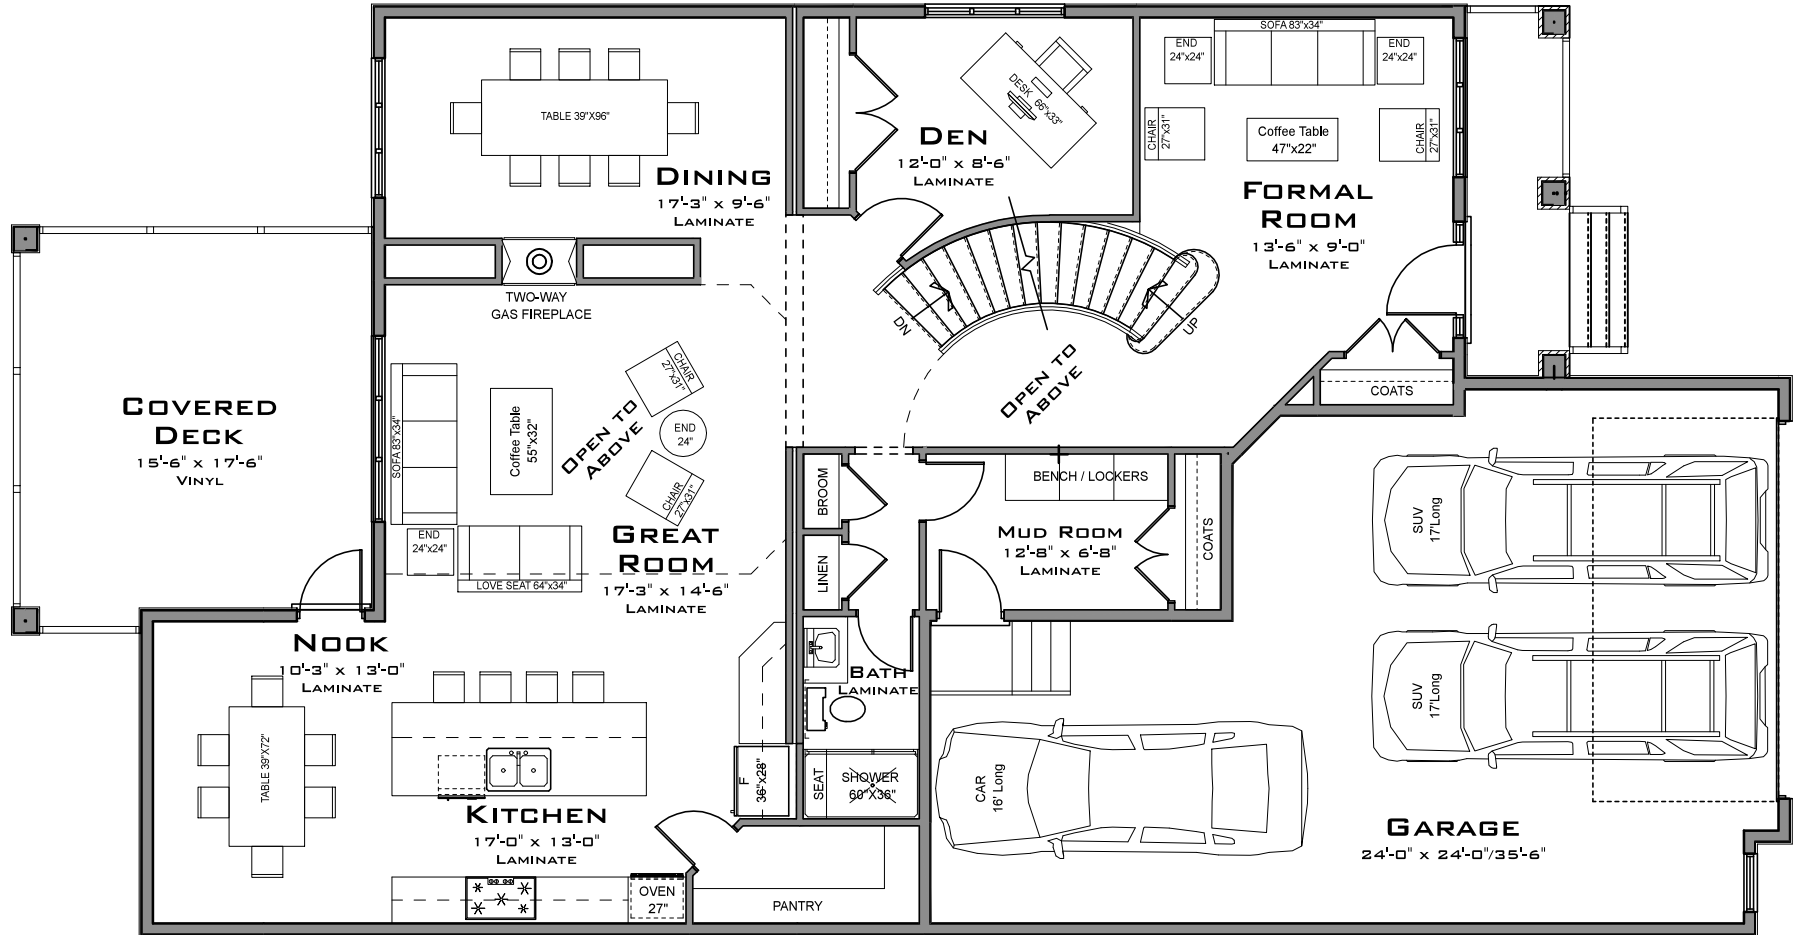 SOFA 83"x34"
END
24"x24"
END
24"x24"
TABLE 39"X96"
DESK 66"x33"
DEN
12'-0" x 8'-6"
LAMINATE
CHAIR
27"x31"
Coffee Table
47"x22"
CHAIR
27"x31"
DINING
17'-3" x 9'-6"
LAMINATE
FORMAL
ROOM
13'-6" x 9'-0"
LAMINATE
TWO-WAY
GAS FIREPLACE
DN
UP
CHAIR
27"x31"
OPEN TO
ABOVE
COATS
COVERED
DECK
15'-6" x 17'-6"
VINYL
SOFA 83"x34"
Coffee Table
55"x32"
OPEN TO
ABOVE
END
24"
CHAIR
27"x31"
BROOM
BENCH / LOCKERS
SUV
17'Long
END
24"x24"
GREAT
ROOM
17'-3" x 14'-6"
LAMINATE
LOVE SEAT 64"x34"
LINEN
MUD ROOM
12'-8" x 6'-8"
LAMINATE
COATS
NOOK
10'-3" x 13'-0"
LAMINATE
BATH
LAMINATE
SUV
17'Long
TABLE 39"X72"
F
36"x28"
SEAT
SHOWER
60"X36"
CAR
16' Long
KITCHEN
17'-0" x 13'-0"
LAMINATE
GARAGE
24'-0" x 24'-0"/35'-6"
OVEN
27"
PANTRY